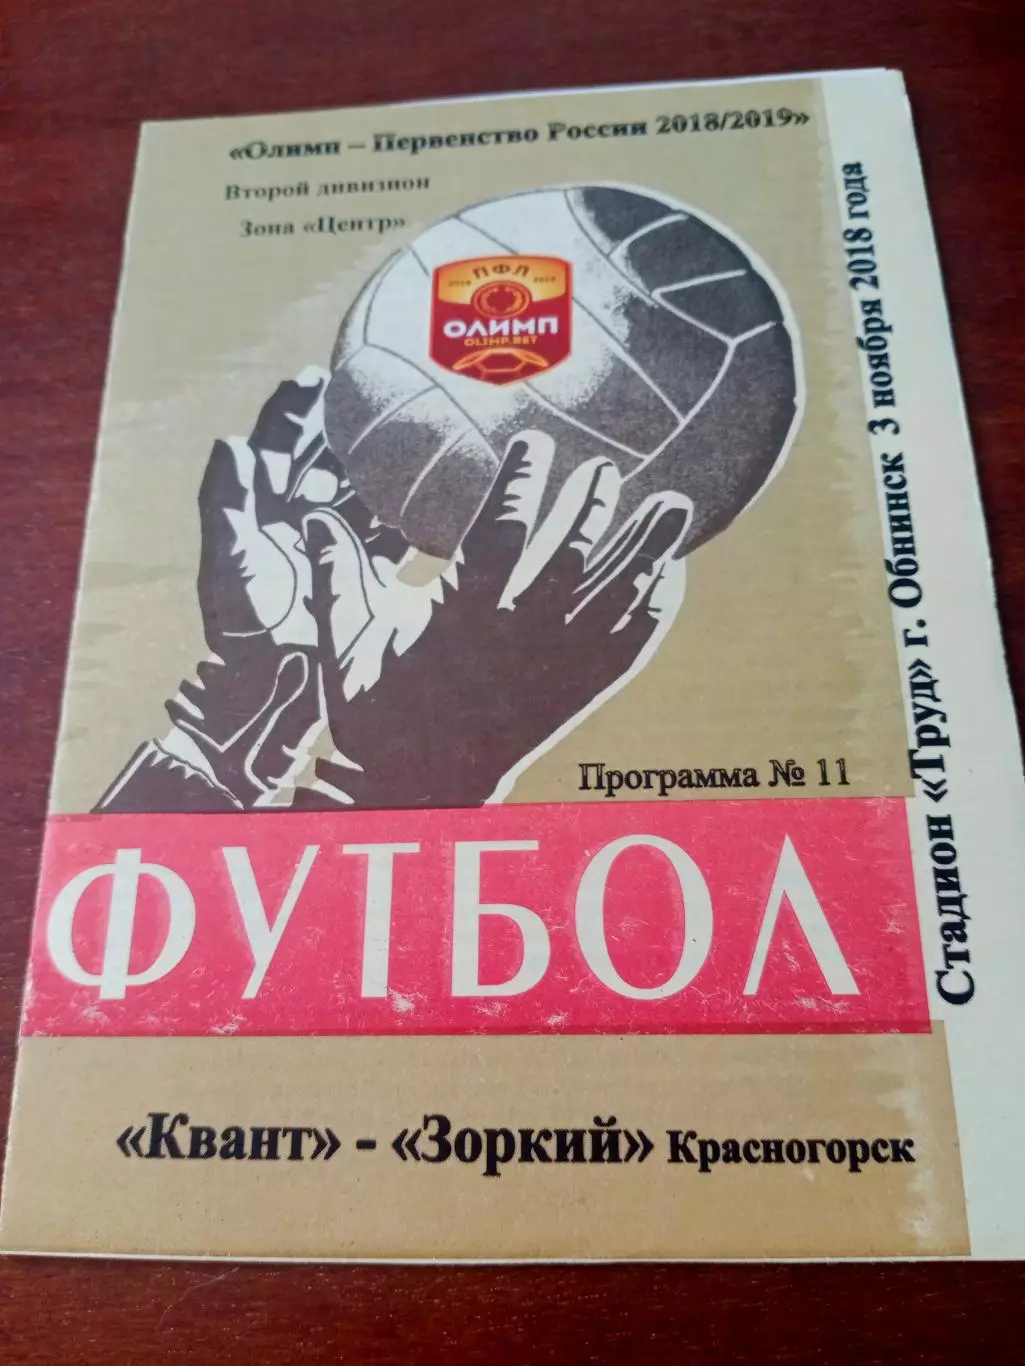 «Олимп – Первенство России 2018/2019»
Второй дивизион
Зона «Центр»
ПФЛ
2018 2019
ОЛИМП
OLIMP.BET
Стадион «Труд» г. Обнинск 3 ноября 2018 года
Программа № 11
ФУТБОЛ
«Квант» - «Зоркий» Красногорск